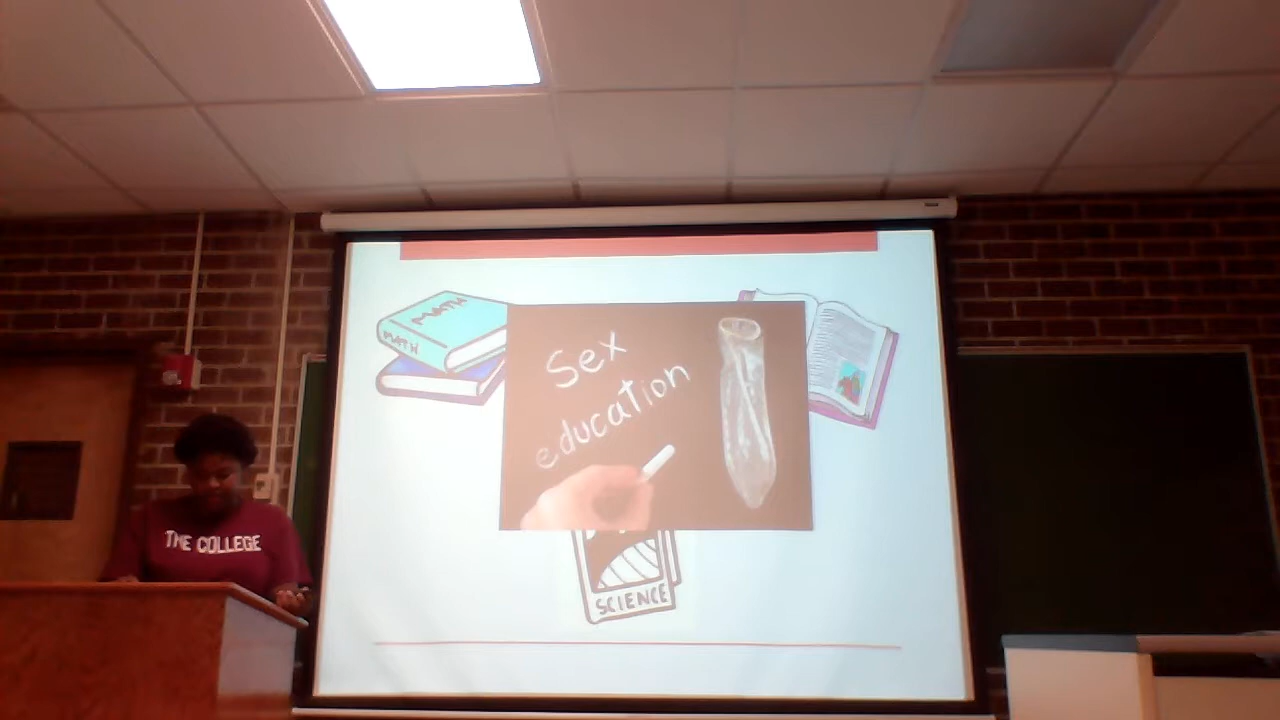 MATH
MATH
Sex
education
SCIENCE
THE COLLEGE